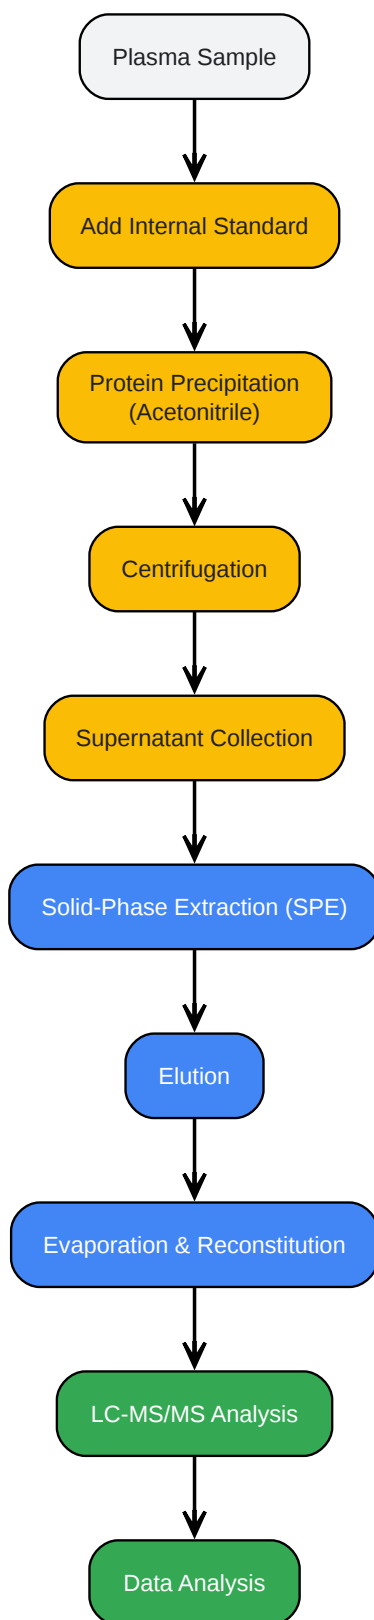 Plasma Sample
Add Internal Standard
Protein Precipitation
(Acetonitrile)
Centrifugation
Supernatant Collection
Solid-Phase Extraction (SPE)
Elution
Evaporation & Reconstitution
LC-MS/MS Analysis
Data Analysis